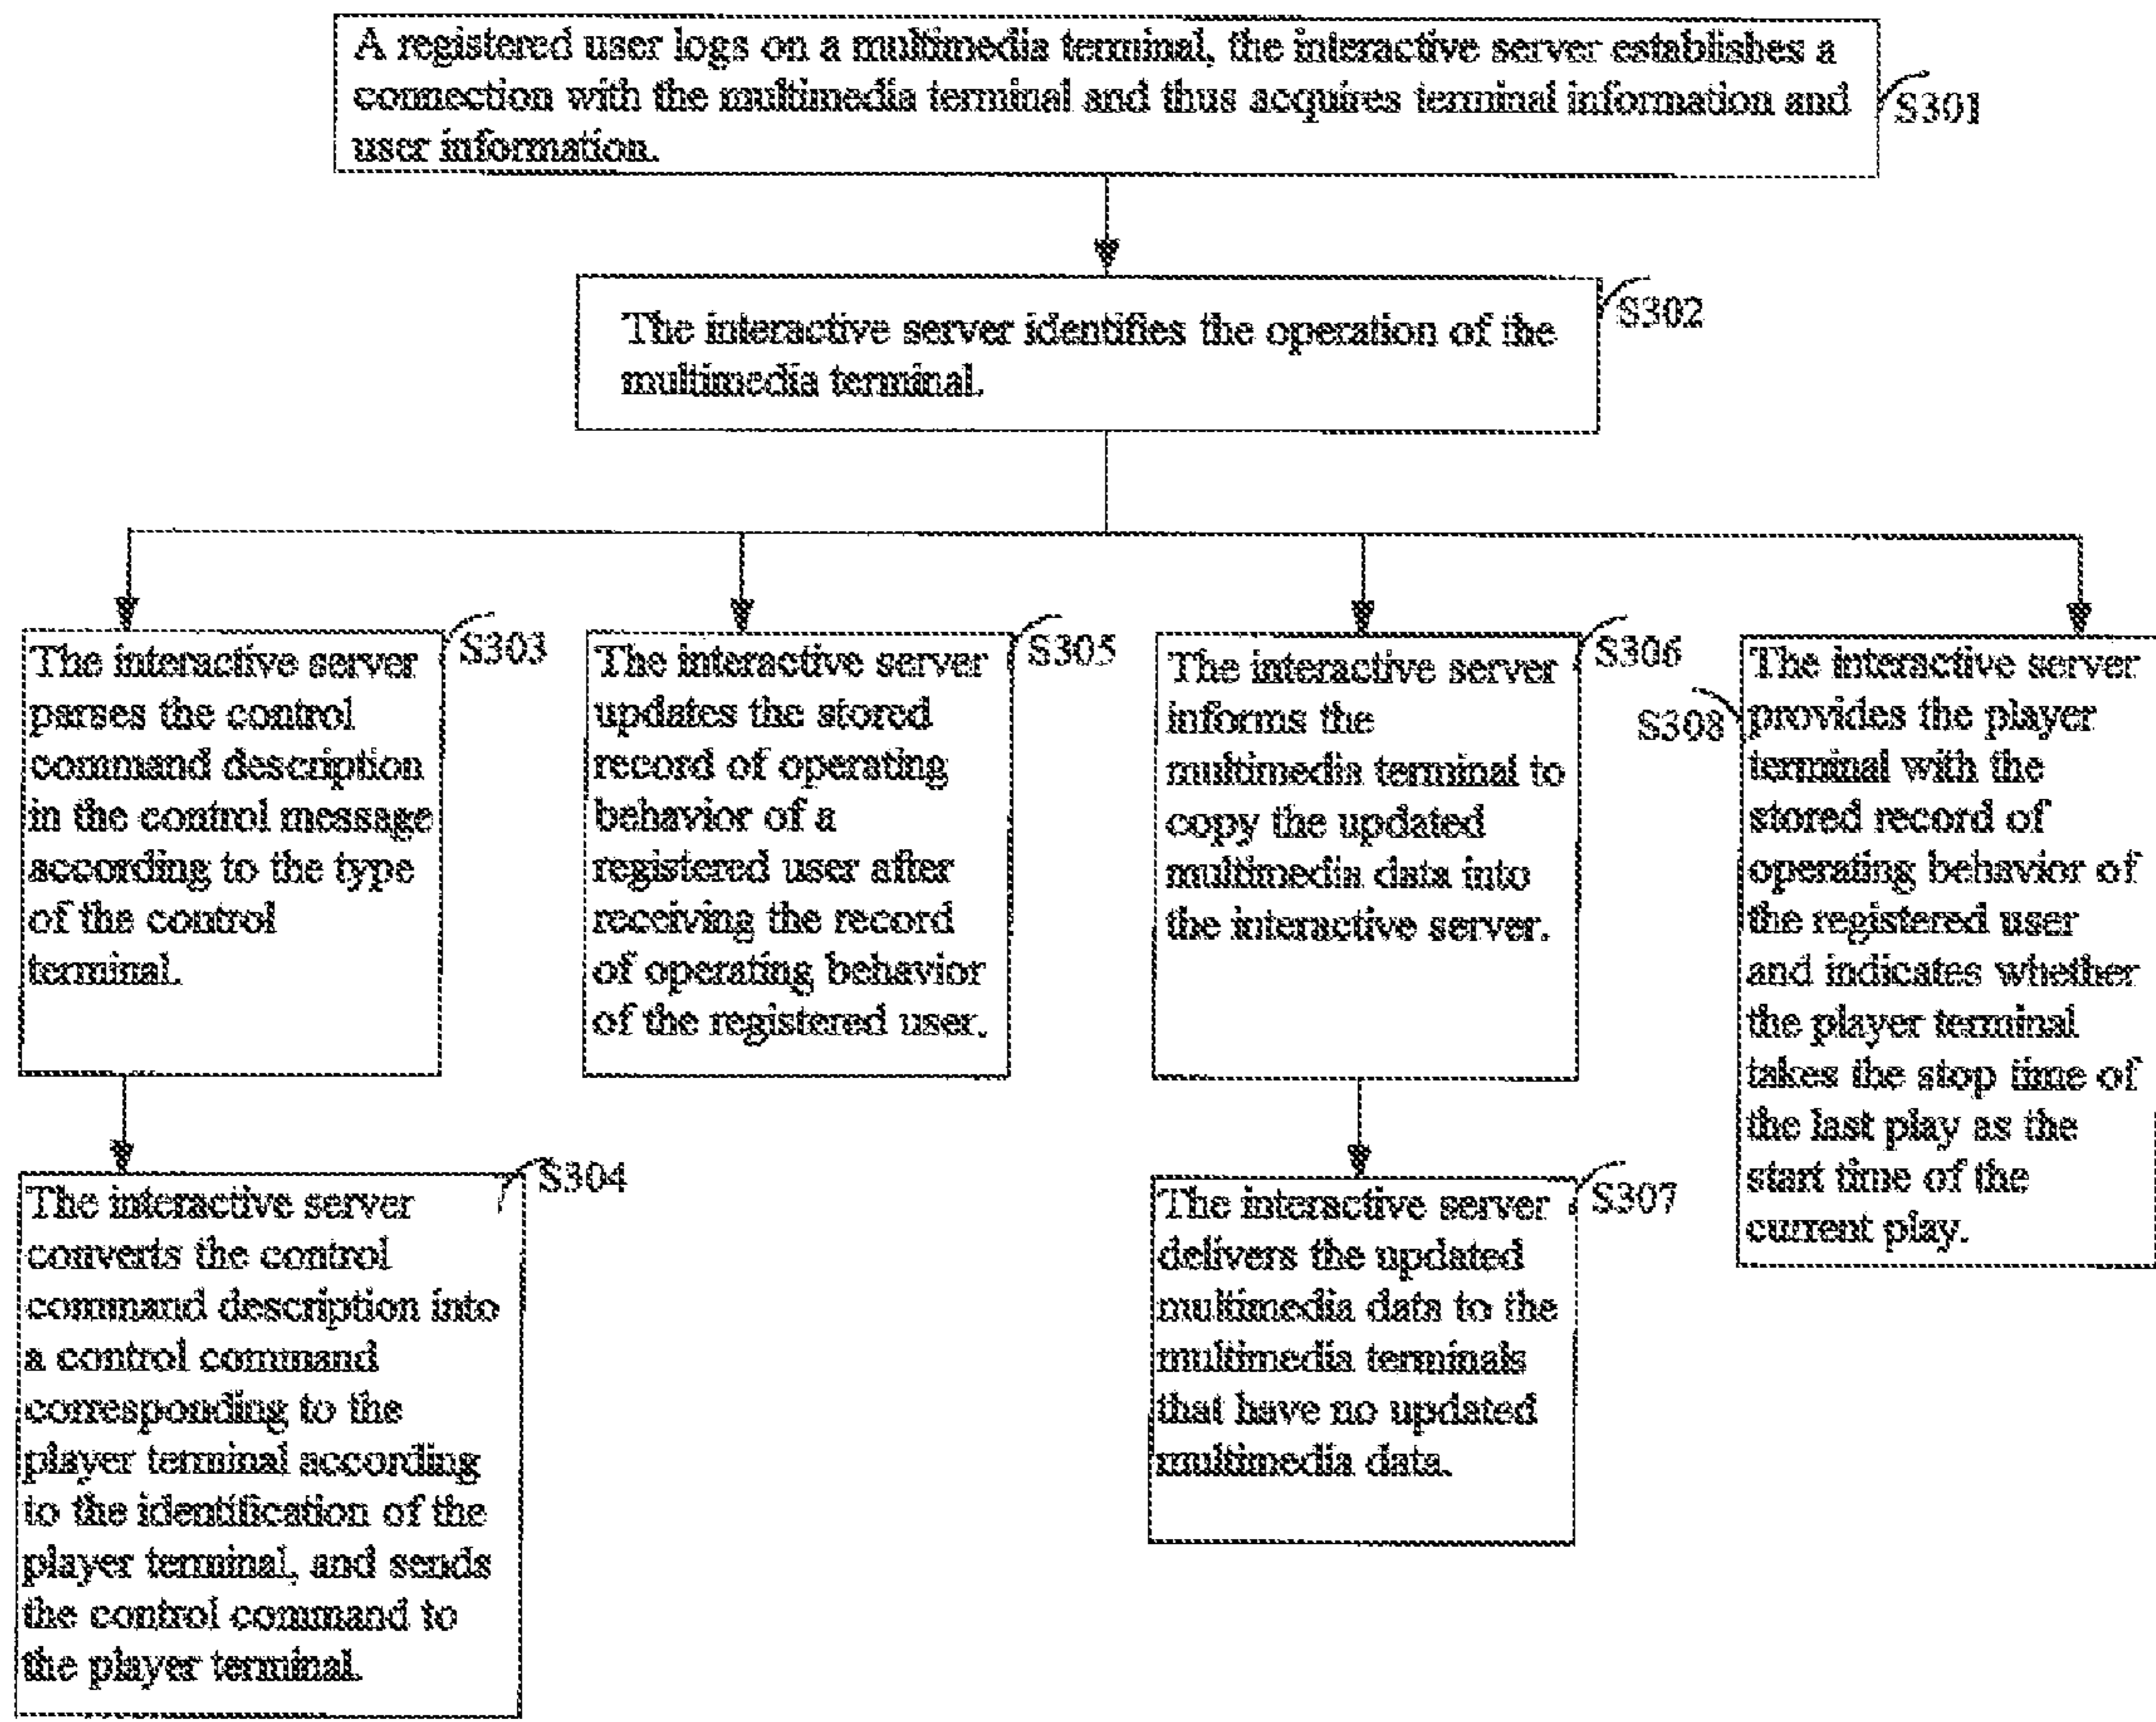 A registered user logs on a multimedia terminal, the interactive server establishes a
connection with the multimedia terminal and thus acquires terminal information and
user information.
S301
The interactive server identifies the operation of the
multimedia terminal.
S302
The interactive server
parses the control
command description
in the control message
according to the type
of the control
terminal.
S303
The interactive server
updates the stored
record of operating
behavior of a
registered user after
receiving the record
of operating behavior
of the registered user.
S305
The interactive server
informs the
multimedia terminal to
copy the updated
multimedia data into
the interactive server.
S306
The interactive server
provides the player
terminal with the
stored record of
operating behavior of
the registered user
and indicates whether
the player terminal
takes the stop time of
the last play as the
start time of the
current play.
S308
The interactive server
converts the control
command description into
a control command
corresponding to the
player terminal according
to the identification of the
player terminal, and sends
the control command to
the player terminal.
S304
The interactive server
delivers the updated
multimedia data to the
multimedia terminals
that have no updated
multimedia data.
S307